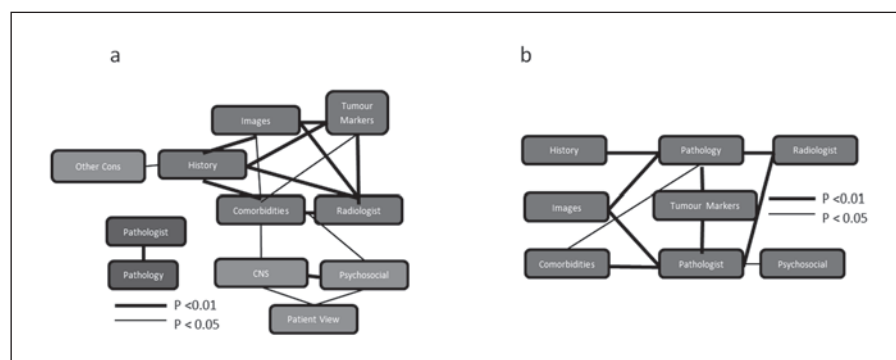 a
Images
Tumour
Markers
Other Cons
History
Comorbidities
Radiologist
Pathologist
Pathology
CNS
Psychosocial
Patient View
P <0.01
P < 0.05
b
History
Pathology
Radiologist
Images
Tumour Markers
Comorbidities
Pathologist
Psychosocial
P <0.01
P < 0.05